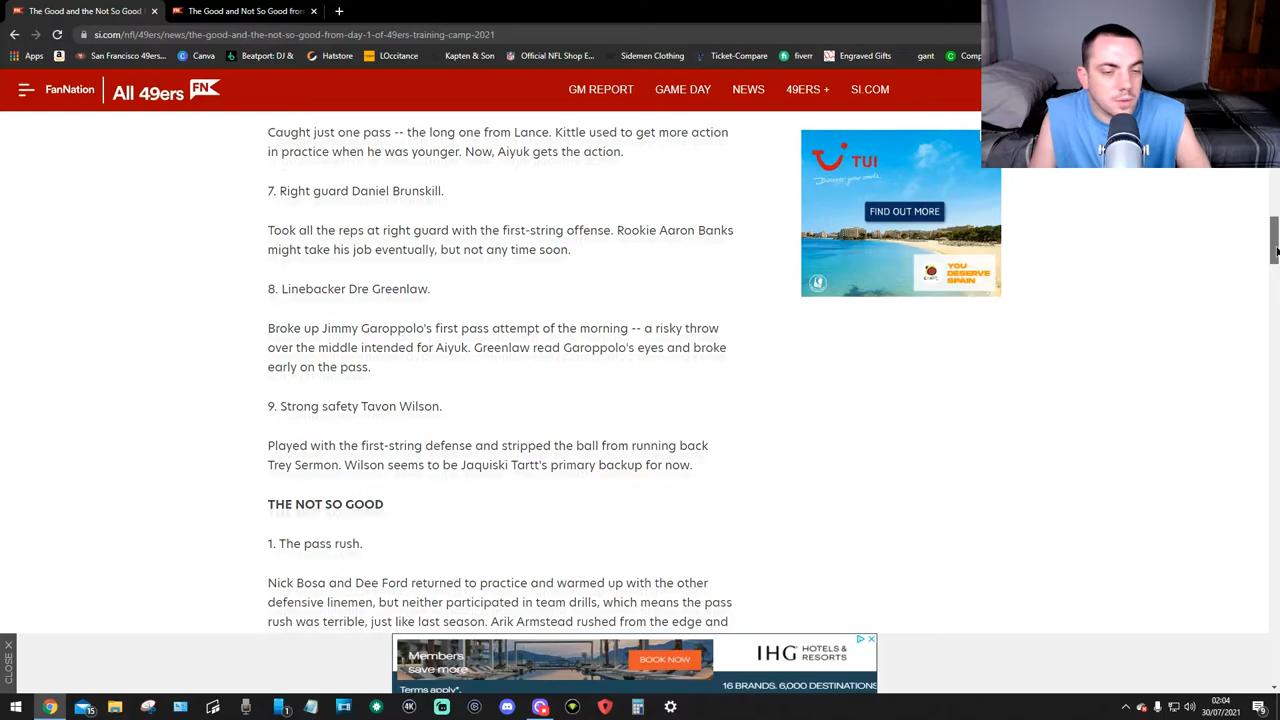 The Good and the Not So Good from
The Good and Not So Good from
si.com/nfl/49ers/news/the-good-and-the-not-so-good-from-day-1-of-49ers-training-camp-2021
Apps San Francisco 49ers... Canva Beatport: DJ & D... Hatstore LOccitance Kapten & Son Official NFL Shop E... Sidemen Clothing Ticket-Compare fiverr Engraved Gifts gant Comp
FanNation All 49ers FN GM REPORT GAME DAY NEWS 49ERS + SI.COM
Caught just one pass -- the long one from Lance. Kittle used to get more action
in practice when he was younger. Now, Aiyuk gets the action.
7. Right guard Daniel Brunskill.
Took all the reps at right guard with the first-string offense. Rookie Aaron Banks
might take his job eventually, but not any time soon.
8. Linebacker Dre Greenlaw.
Broke up Jimmy Garoppolo's first pass attempt of the morning -- a risky throw
over the middle intended for Aiyuk. Greenlaw read Garoppolo's eyes and broke
early on the pass.
9. Strong safety Tavon Wilson.
Played with the first-string defense and stripped the ball from running back
Trey Sermon. Wilson seems to be Jaquiski Tartt's primary backup for now.
THE NOT SO GOOD
1. The pass rush.
Nick Bosa and Dee Ford returned to practice and warmed up with the other
defensive linemen, but neither participated in team drills, which means the pass
rush was terrible, just like last season. Arik Armstead rushed from the edge and
TUI
FIND OUT MORE
YOU
DESERVE
SPAIN
CLOSE X
Members
save more
Terms apply*.
BOOK NOW
IHG HOTELS &
RESORTS
16 BRANDS. 6,000 DESTINATIONS
15
4K
02:04
30/07/2021
9